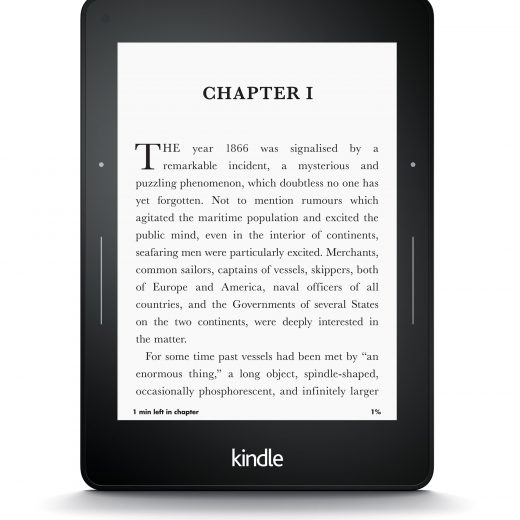 CHAPTER I
THE year 1866 was signalised by a
remarkable incident, a mysterious and
puzzling phenomenon, which doubtless no one has
yet forgotten. Not to mention rumours which
agitated the maritime population and excited the
public mind, even in the interior of continents,
seafaring men were particularly excited. Merchants,
common sailors, captains of vessels, skippers, both
of Europe and America, naval officers of all
countries, and the Governments of several States
on the two continents, were deeply interested in
the matter.
For some time past vessels had been met by “an
enormous thing,” a long object, spindle-shaped,
occasionally phosphorescent, and infinitely larger
1 min left in chapter 1%
kindle